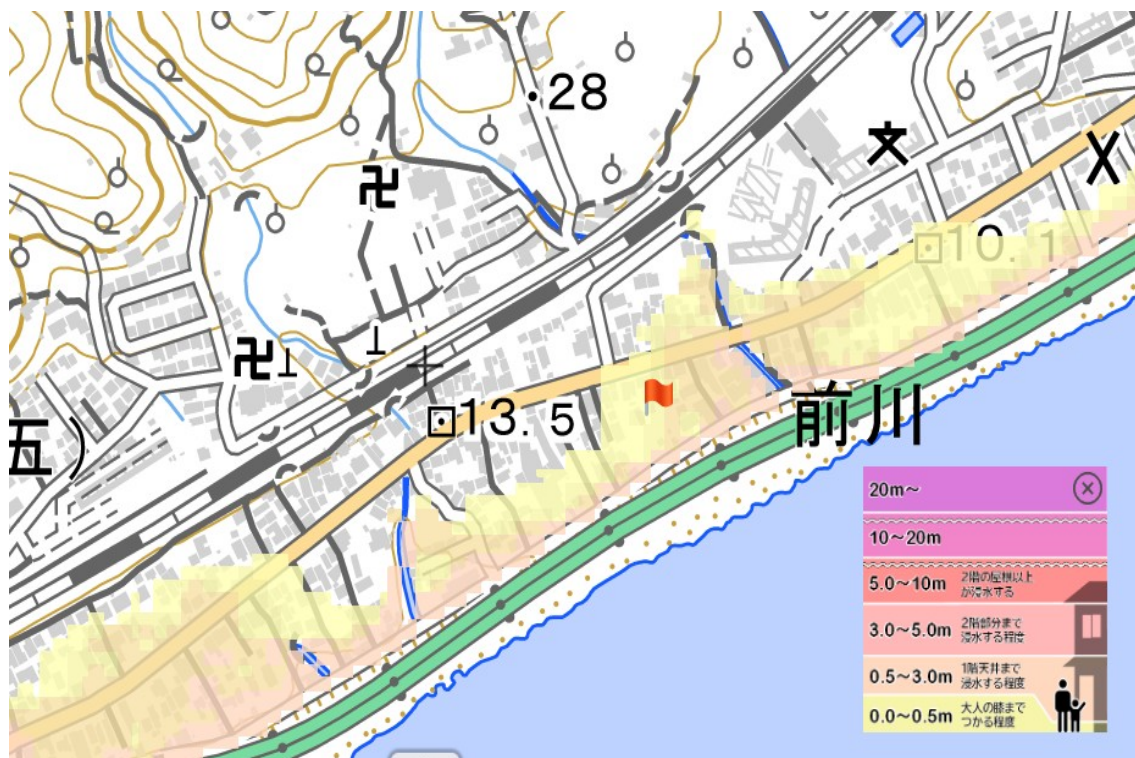 28
10. 1
13. 5
五)
前川
20m〜
10〜20m
5.0〜10m 2階の屋根以上
が浸水する
3.0〜5.0m 2階部分まで
浸水する程度
0.5〜3.0m 1階天井まで
浸水する程度
0.0〜0.5m 大人の膝まで
つかる程度